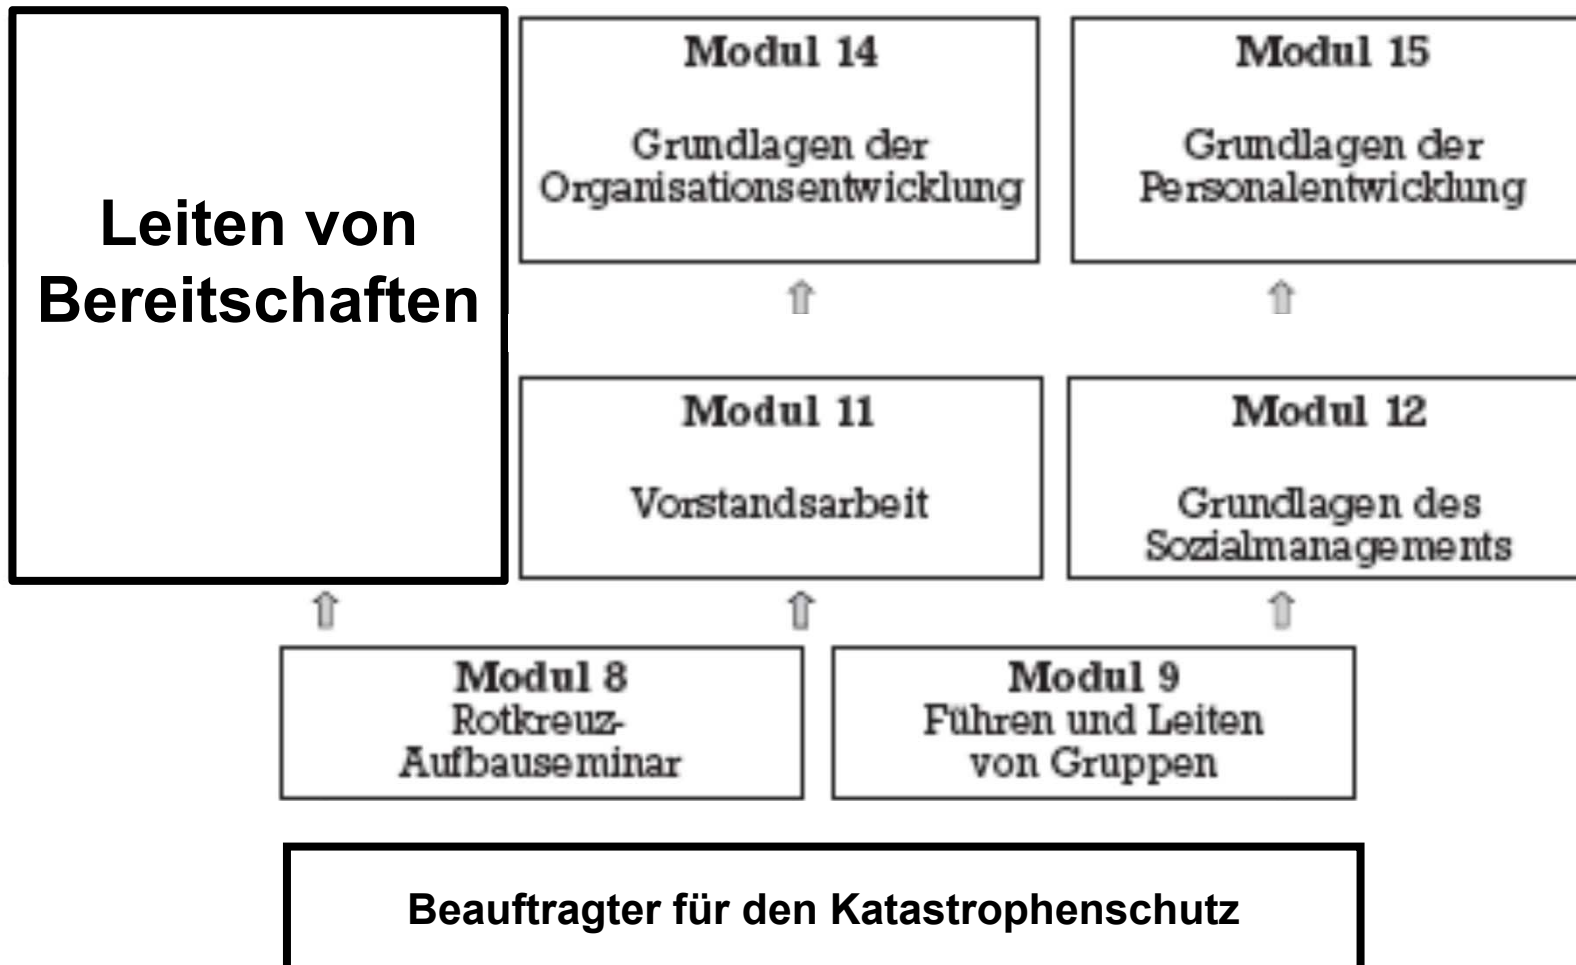 Leiten von
Bereitschaften
Modul 14
Grundlagen der
Organisationsentwicklung
Modul 15
Grundlagen der
Personalentwicklung
Modul 11
Vorstandsarbeit
Modul 12
Grundlagen des
Sozialmanagements
Modul 8
Rotkreuz-
Aufbauseminar
Modul 9
Führen und Leiten
von Gruppen
Beauftragter für den Katastrophenschutz